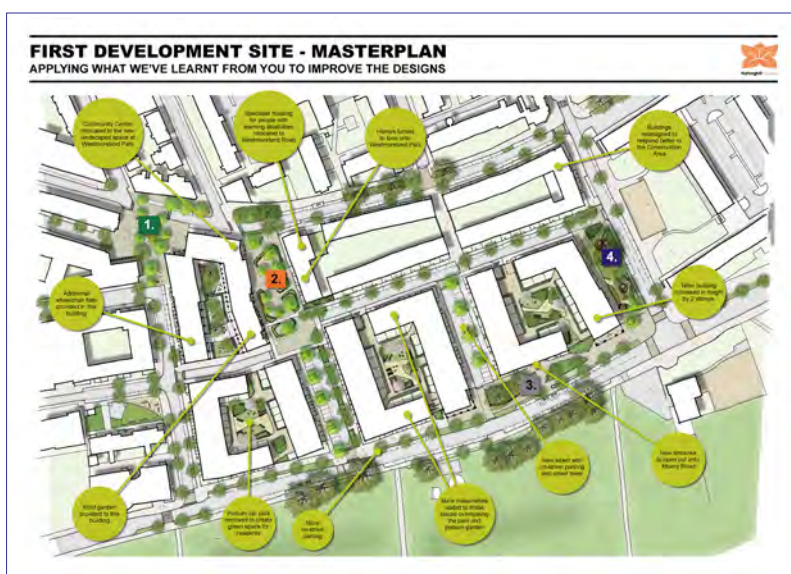 FIRST DEVELOPMENT SITE - MASTERPLAN
APPLYING WHAT WE'VE LEARNT FROM YOU TO IMPROVE THE DESIGNS
Community Centre
relocated to the new
landscaped space at
Westmoreland Park
Specialist housing
for people with
learning disabilities
relocated to
Westmoreland Road
Homes turned
to face onto
Westmoreland Park
Buildings
redesigned to
respond better to
the Conservation
Area
1.
2.
4.
3.
Additional
wheelchair flats
provided in this
building
Taller building
increased in height
by 2 storeys
Roof garden
provided to this
building
Podium car park
removed to create
green space for
residents
More
on-street
parking
More maisonettes
added to these
blocks overlooking
the park and
podium garden
New street with
on-street parking
and street trees
New entrance
to open out onto
Albany Road